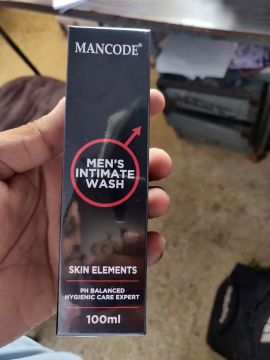 MANCODE®
MEN'S
INTIMATE
WASH
SKIN ELEMENTS
PH BALANCED
HYGIENIC CARE EXPERT
100ml